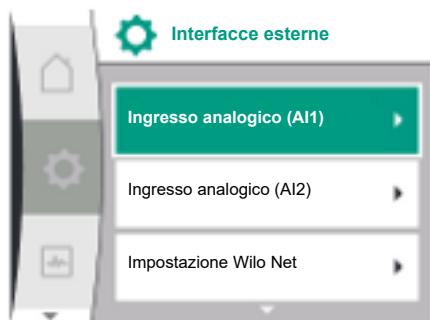 Interfacce esterne
Ingresso analogico (AI1)
Ingresso analogico (AI2)
Impostazione Wilo Net